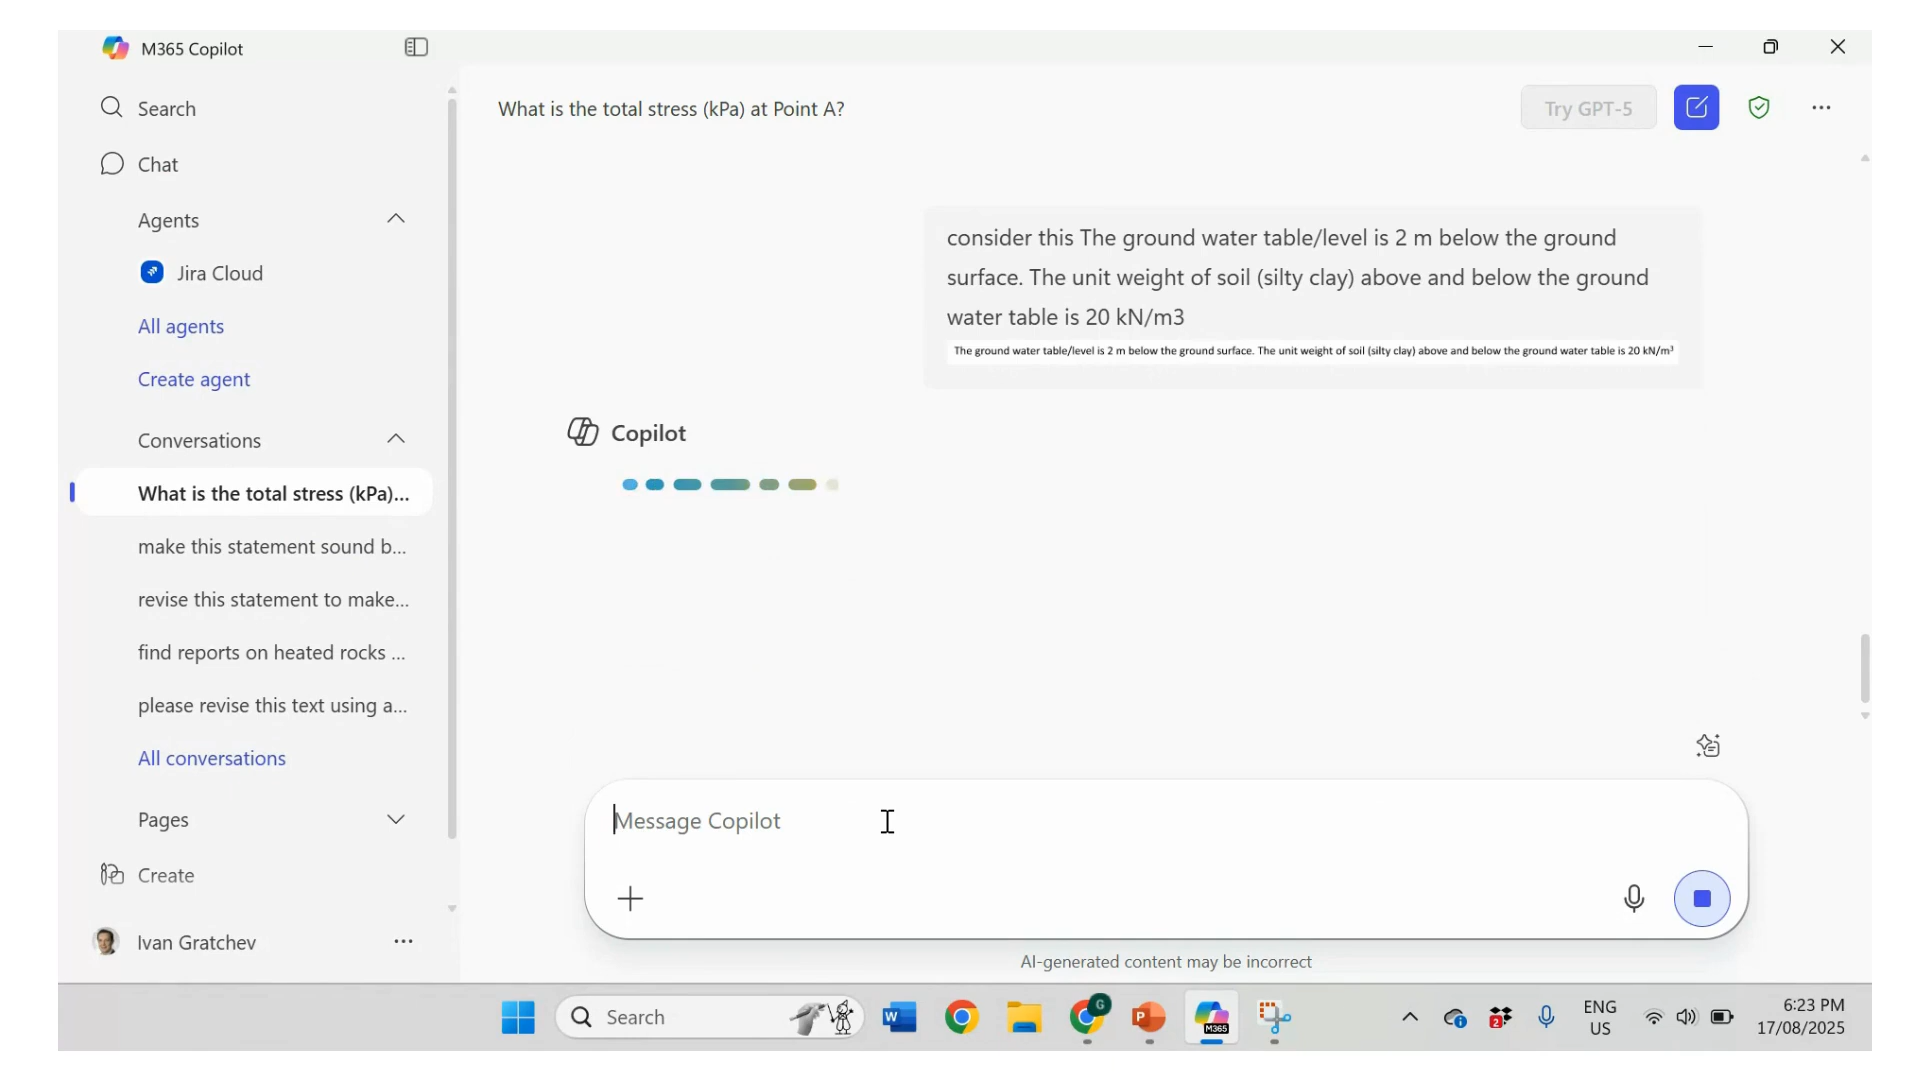 M365 Copilot
Search
Chat
Agents
Jira Cloud
All agents
Create agent
Conversations
What is the total stress (kPa)...
make this statement sound b...
revise this statement to make...
find reports on heated rocks ...
please revise this text using a...
All conversations
Pages
Create
Ivan Gratchev
What is the total stress (kPa) at Point A?
Try GPT-5
consider this The ground water table/level is 2 m below the ground
surface. The unit weight of soil (silty clay) above and below the ground
water table is 20 kN/m3
The ground water table/level is 2 m below the ground surface. The unit weight of soil (silty clay) above and below the ground water table is 20 kN/m³
Copilot
Message Copilot
AI-generated content may be incorrect
Search
W
G
P
M365
2
ENG
US
6:23 PM
17/08/2025